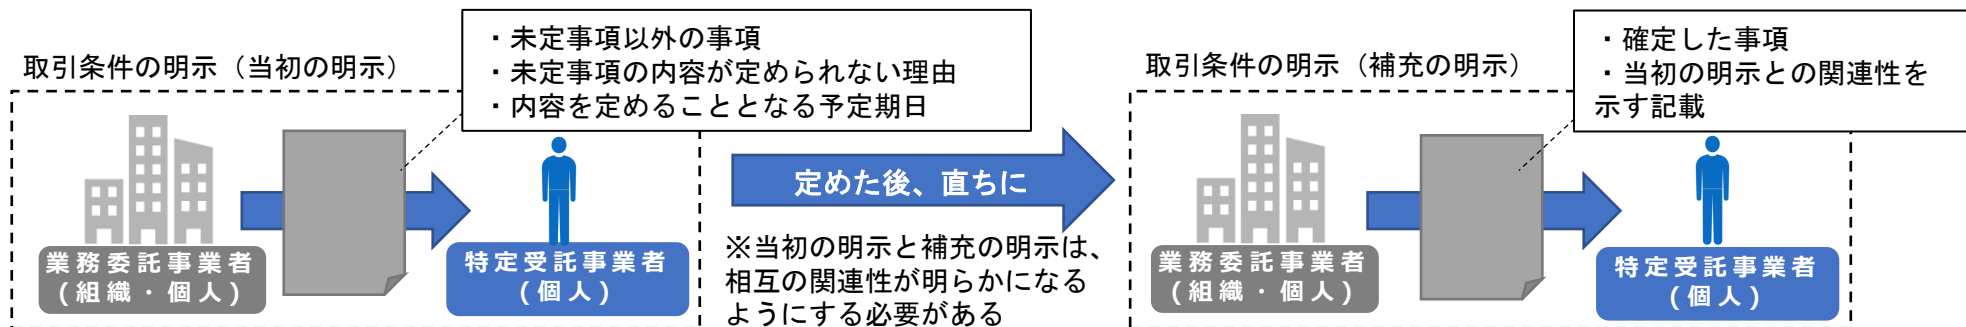 取引条件の明示（当初の明示）
・未定事項以外の事項
・未定事項の内容が定められない理由
・内容を定めることとなる予定期日
業務委託事業者
(組織・個人)
特定受託事業者
(個人)
定めた後、直ちに
※当初の明示と補充の明示は、
相互の関連性が明らかになる
ようにする必要がある
取引条件の明示（補充の明示）
・確定した事項
・当初の明示との関連性を
示す記載
業務委託事業者
(組織・個人)
特定受託事業者
(個人)